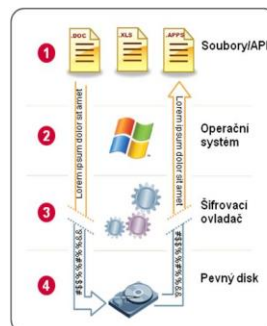 1
.DOC
.XLS
.APPS
Soubory/API
Lorem ipsum dolor sit amet
Lorem ipsum dolor sit amet
2
Operační
systém
3
Šifrovací
ovladač
4
Pevný disk